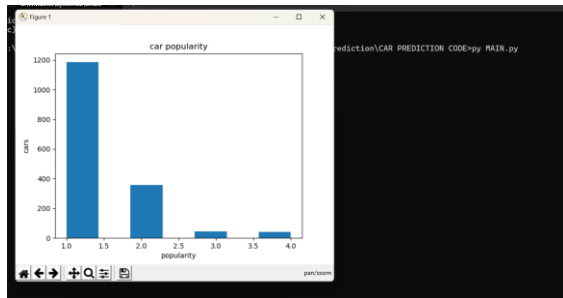 Figure 1
car popularity
rediction\CAR PREDICTION CODE>py MAIN.py
1200
1000
800
600
400
200
0
cars
1.0 1.5 2.0 2.5 3.0 3.5 4.0
popularity
pan/zoom